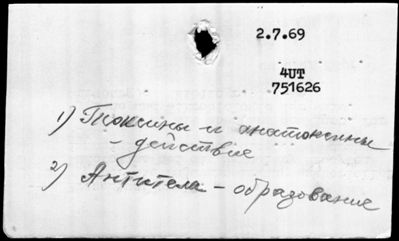 2.7.69
4UT
751626
1) Токсины и анатоксины
- действие
2) Антитела - образование